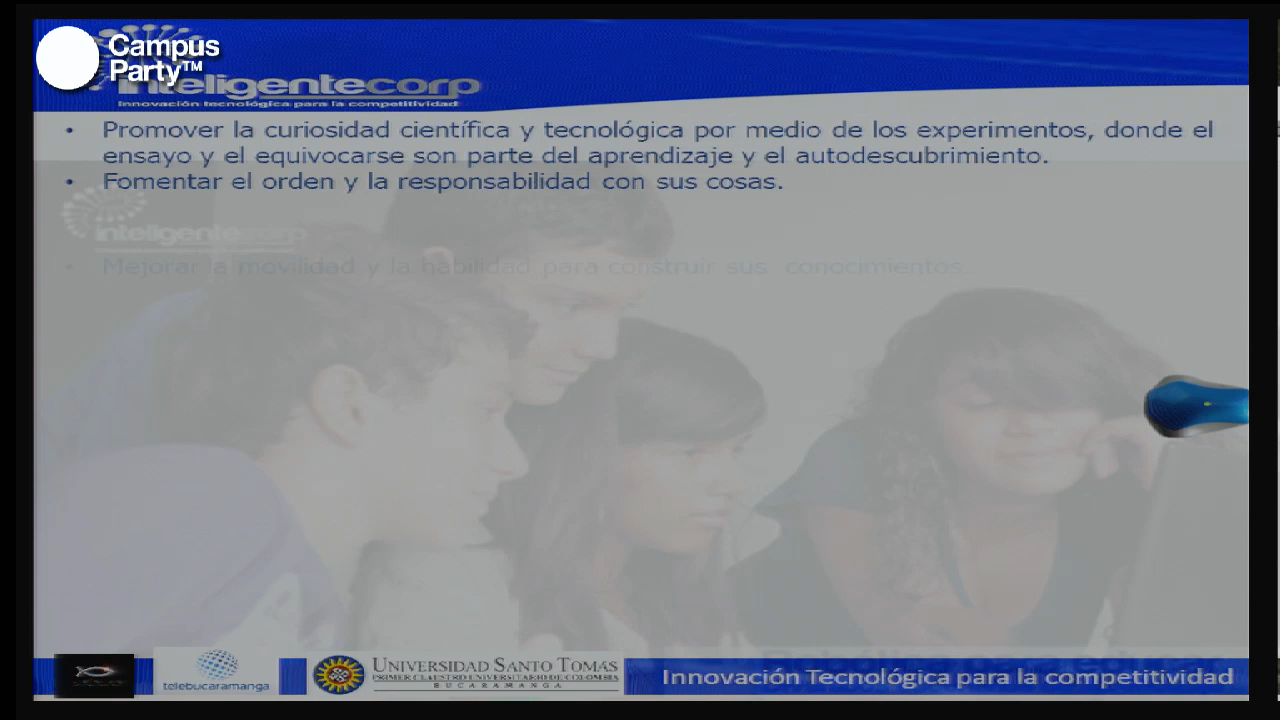 Campus
Party™
inteligentecorp
Innovación tecnológica para la competitividad
• Promover la curiosidad científica y tecnológica por medio de los experimentos, donde el
ensayo y el equivocarse son parte del aprendizaje y el autodescubrimiento.
• Fomentar el orden y la responsabilidad con sus cosas.
inteligentecorp
• Mejorar la movilidad y la habilidad para construir sus conocimientos.
telebucaramanga
UNIVERSIDAD SANTO TOMAS
PRIMER CLAUSTRO UNIVERSITARIO DE COLOMBIA
BUCARAMANGA
Innovación Tecnológica para la competitividad